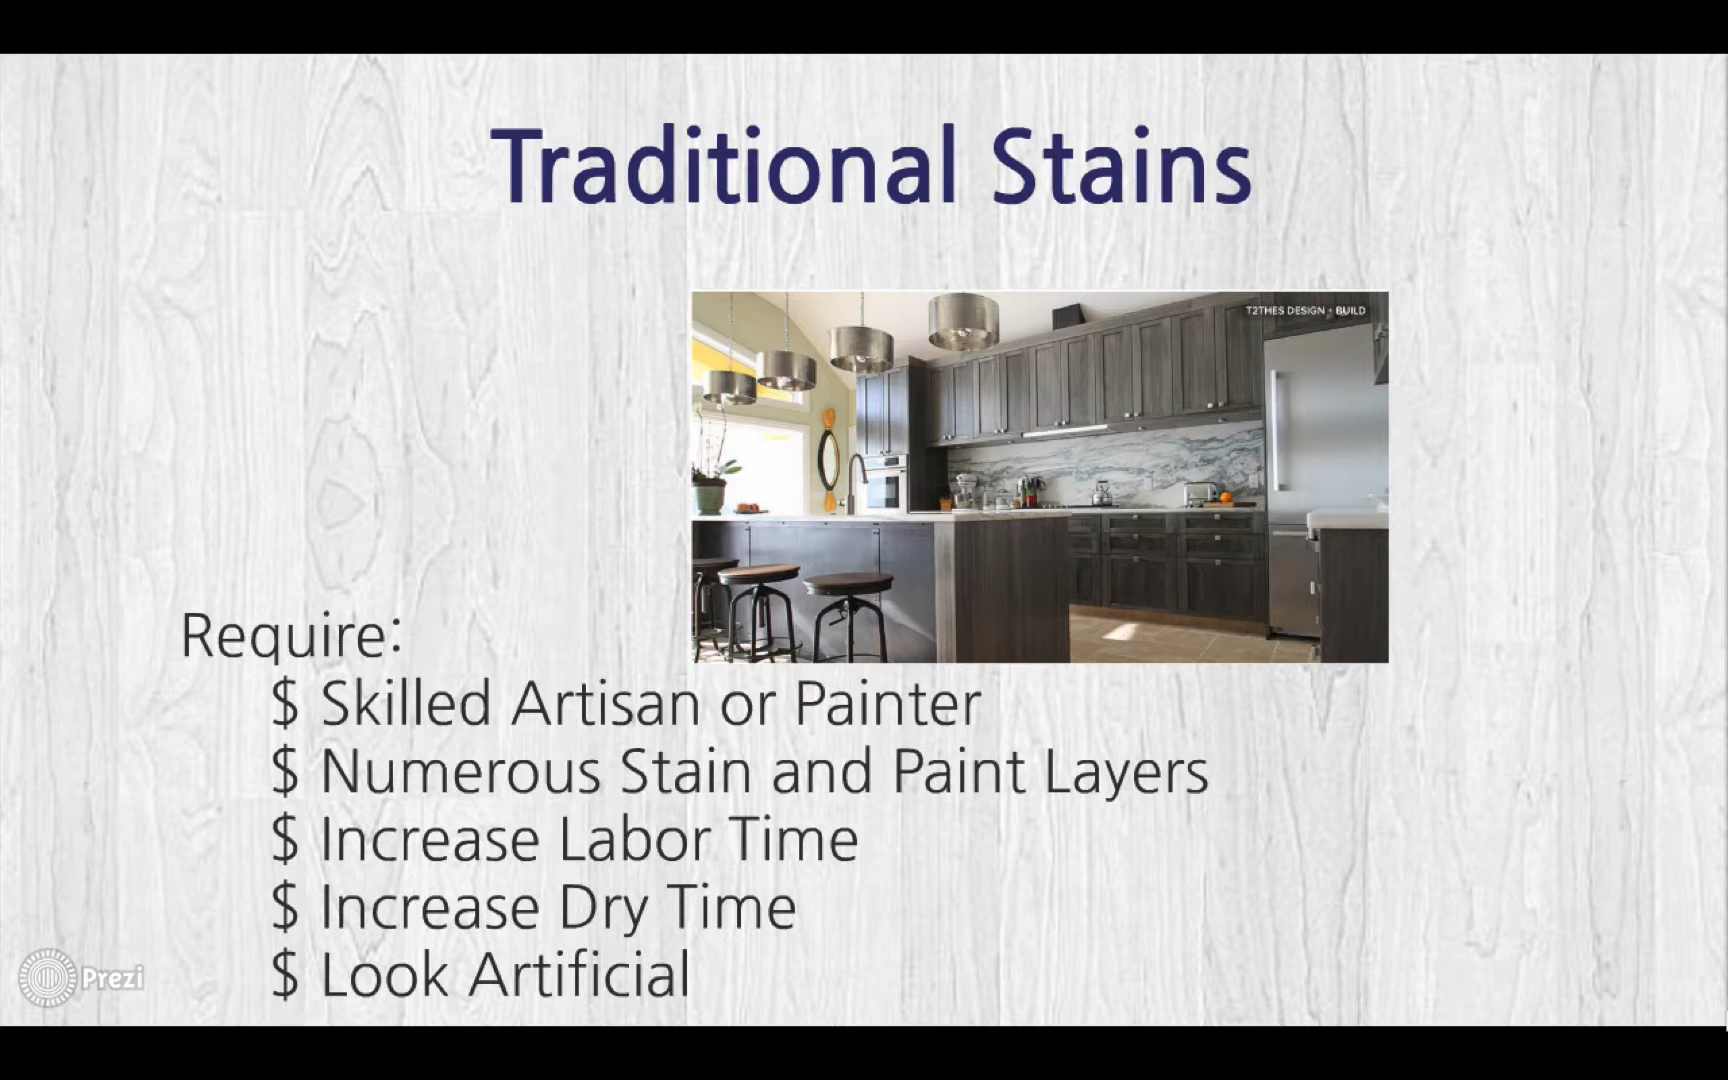 Traditional Stains
T2THES DESIGN + BUILD
Require:
$ Skilled Artisan or Painter
$ Numerous Stain and Paint Layers
$ Increase Labor Time
$ Increase Dry Time
$ Look Artificial
Prezi